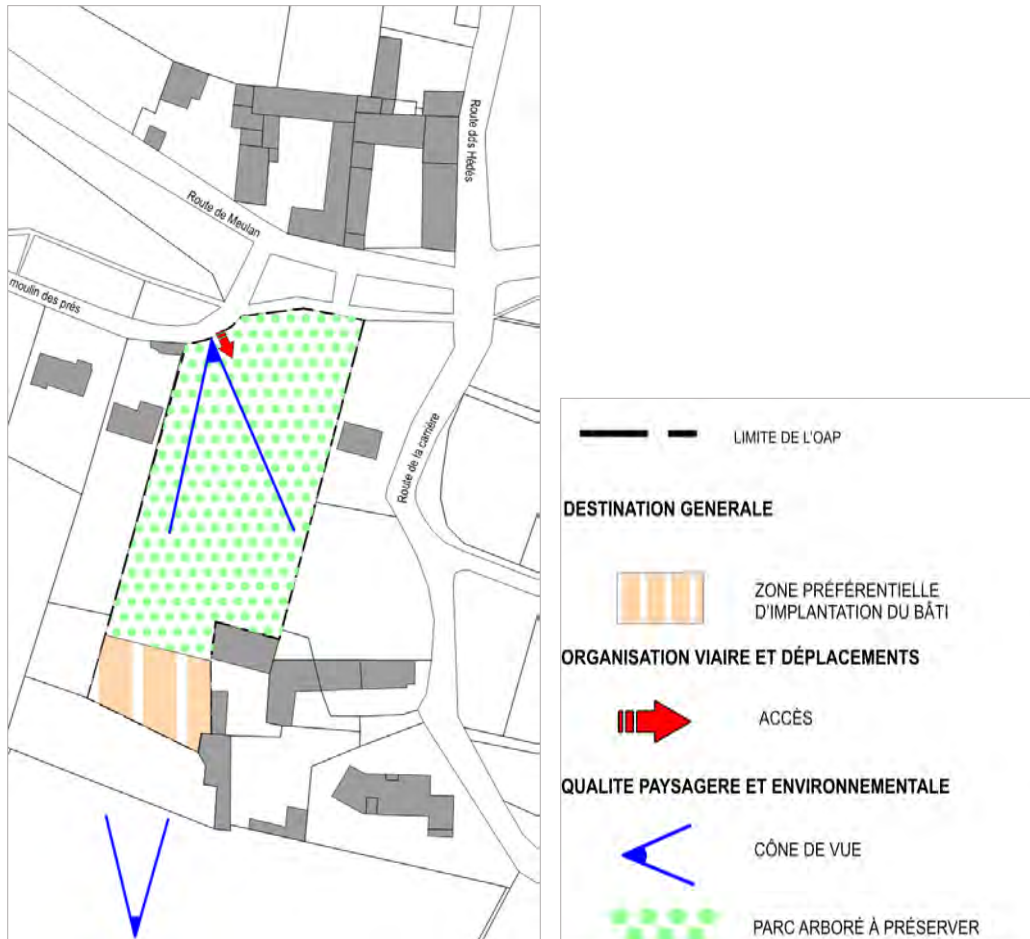 Route dds Hédés
Route de Meulan
moulin des prés
Route de la carrière
LIMITE DE L'OAP
DESTINATION GENERALE
ZONE PRÉFÉRENTIELLE
D'IMPLANTATION DU BÂTI
ORGANISATION VIAIRE ET DÉPLACEMENTS
ACCÈS
QUALITE PAYSAGERE ET ENVIRONNEMENTALE
CÔNE DE VUE
PARC ARBORÉ À PRÉSERVER